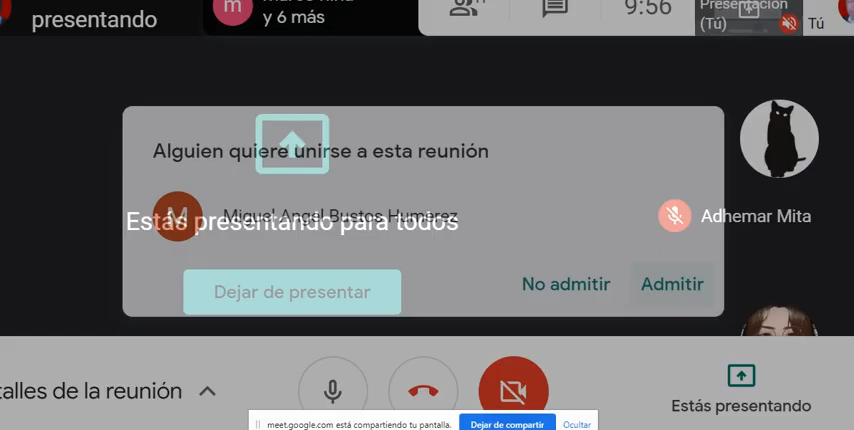 presentando
m
y 6 más
9:56
Presentación
(Tú)
Tú
Alguien quiere unirse a esta reunión
M
Miguel Angel Bustos Humerez
Estás presentando para todos
Adhemar Mita
Dejar de presentar
No admitir
Admitir
talles de la reunión
Estás presentando
meet.google.com está compartiendo tu pantalla.
Dejar de compartir
Ocultar